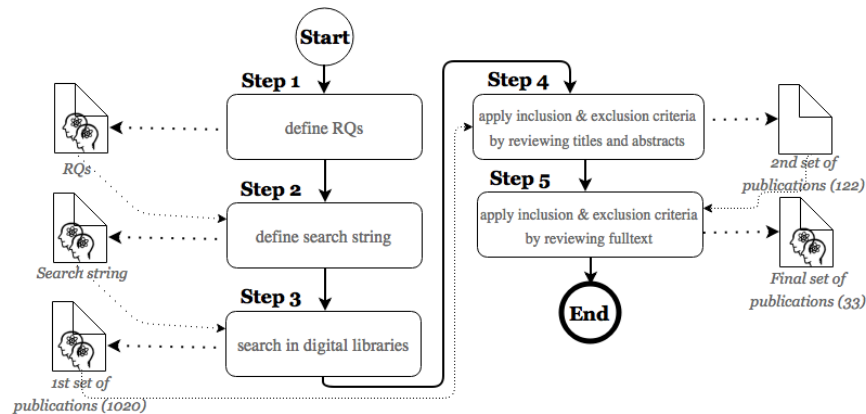 Start
Step 1
define RQs
RQs
Step 2
define search string
Search string
Step 3
search in digital libraries
1st set of
publications (1020)
Step 4
apply inclusion & exclusion criteria
by reviewing titles and abstracts
2nd set of
publications (122)
Step 5
apply inclusion & exclusion criteria
by reviewing fulltext
Final set of
publications (33)
End